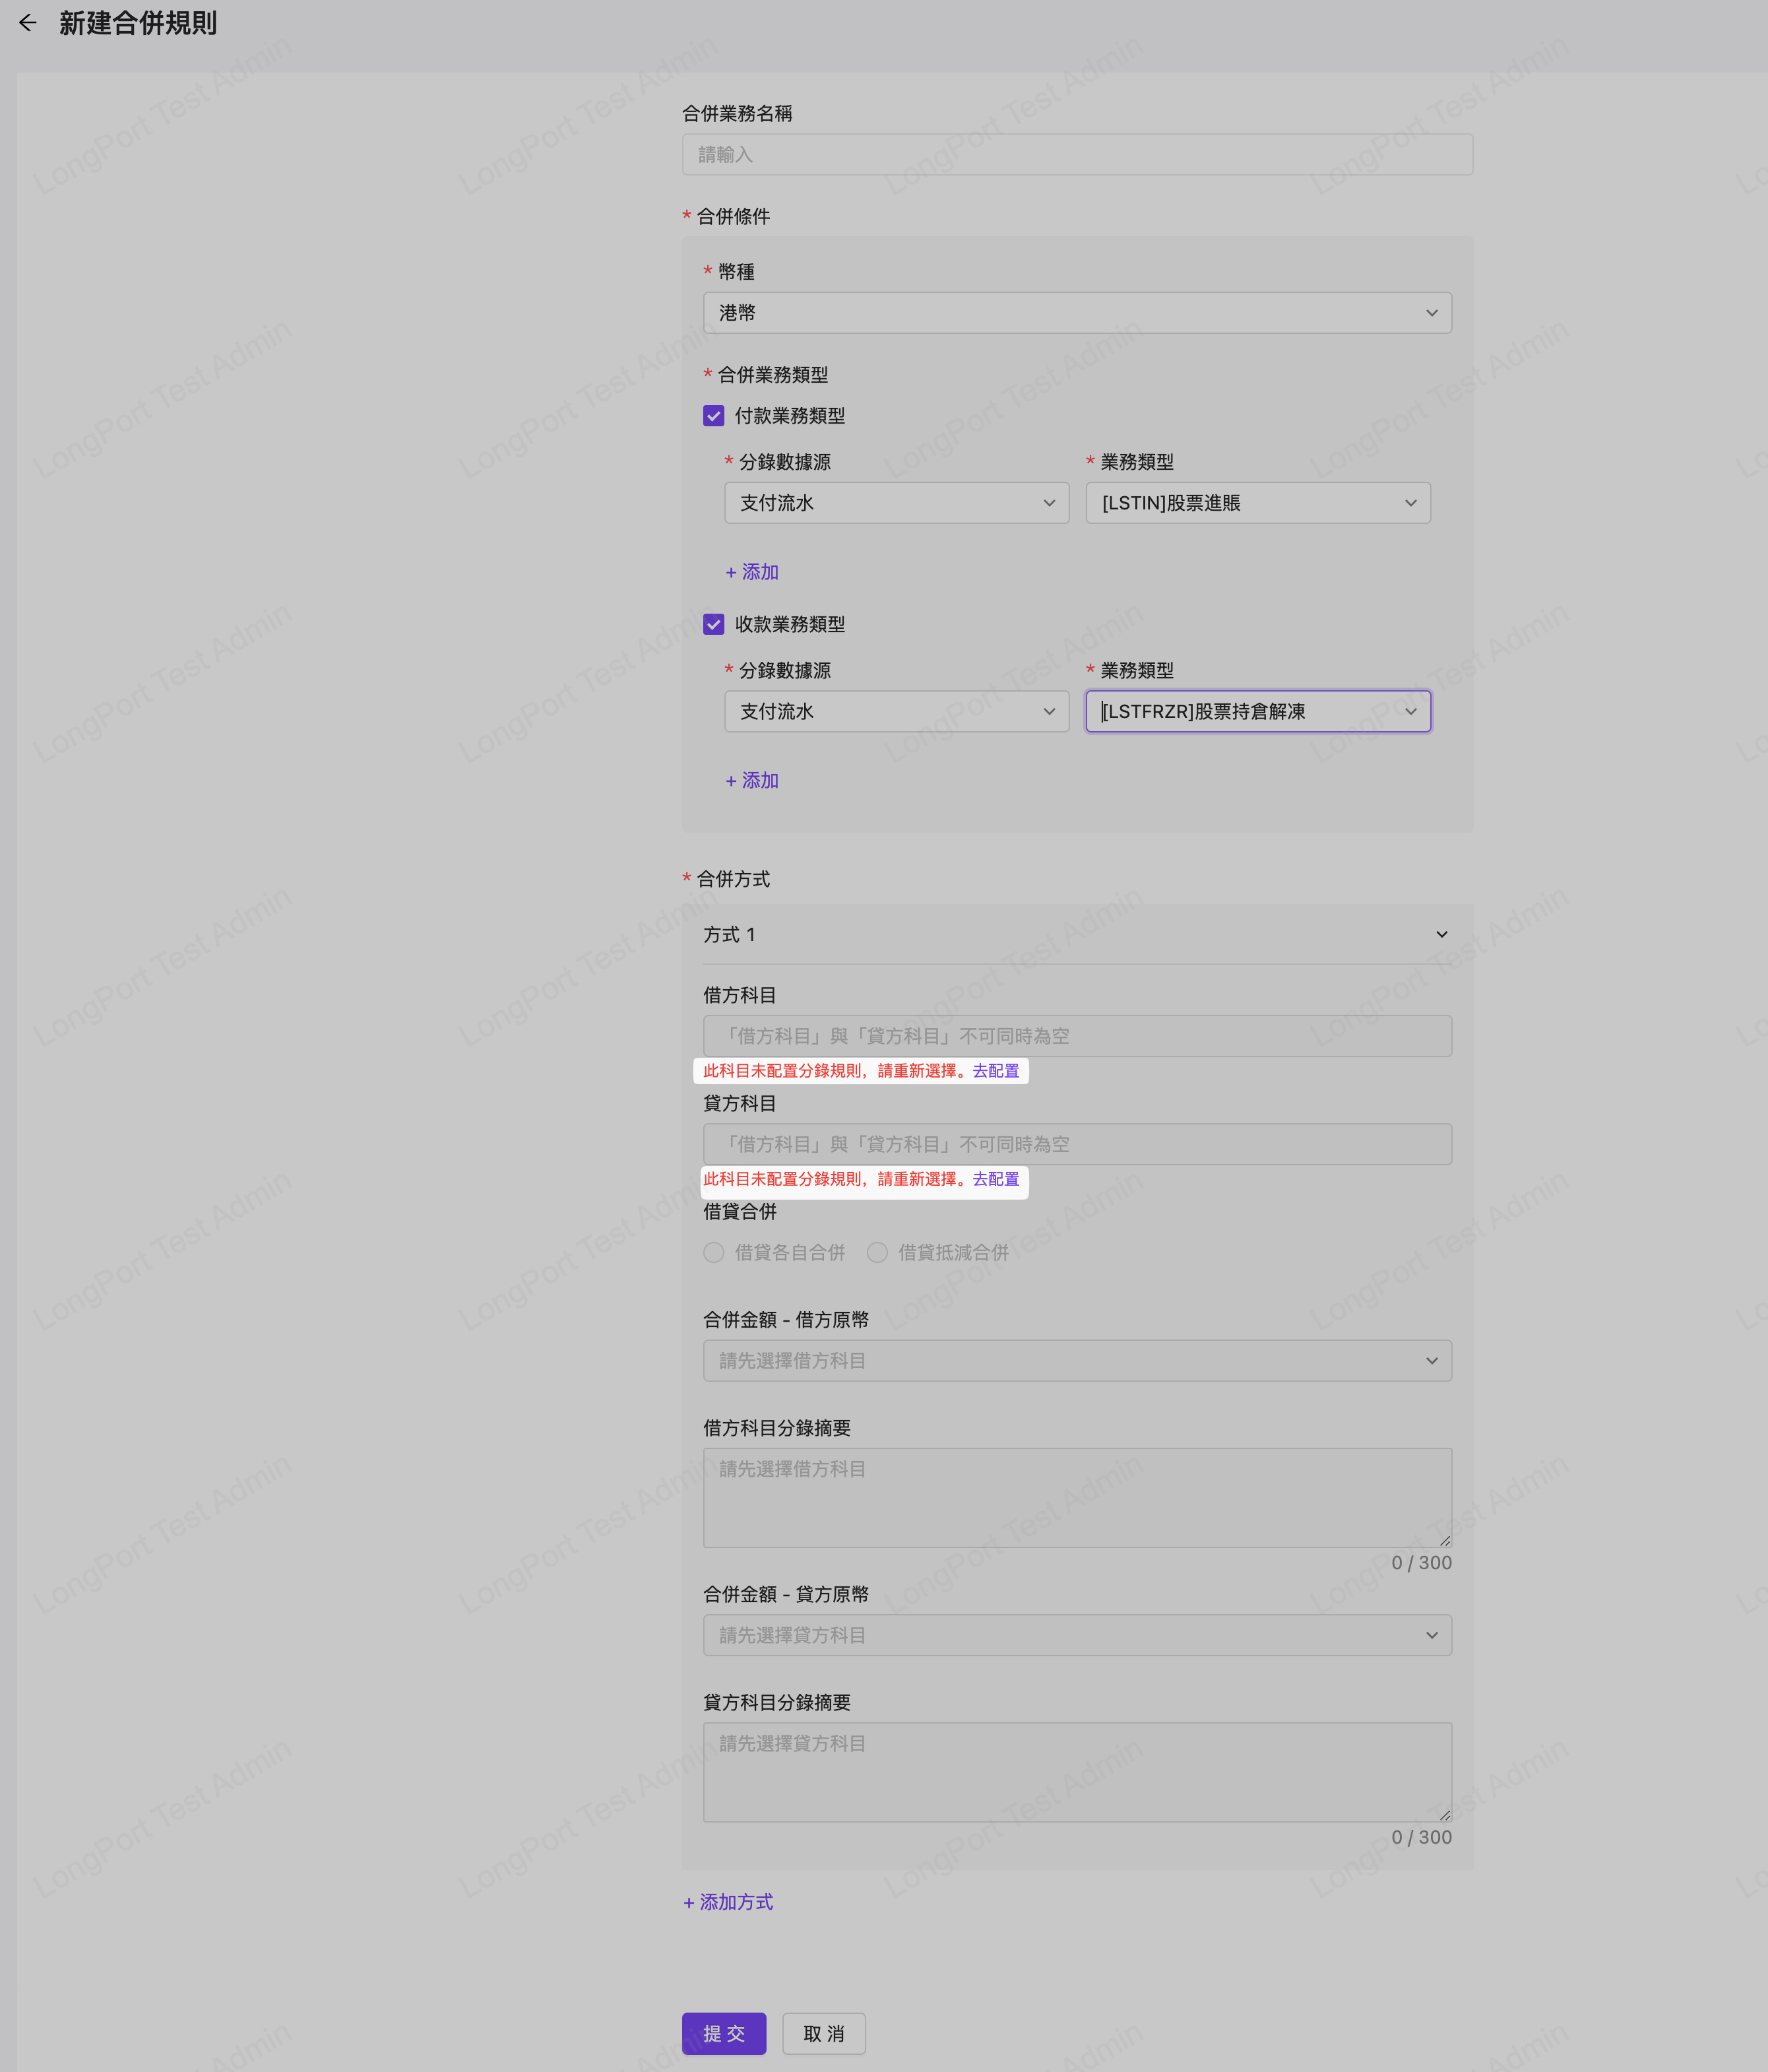 新建合併規則
合併業務名稱
請輸入
* 合併條件
* 幣種
港幣
* 合併業務類型
付款業務類型
* 分錄數據源 * 業務類型
支付流水 [LSTIN]股票進賬
+ 添加
收款業務類型
* 分錄數據源 * 業務類型
支付流水 [LSTFRZR]股票持倉解凍
+ 添加
* 合併方式
方式 1
借方科目
「借方科目」與「貸方科目」不可同時為空
此科目未配置分錄規則，請重新選擇。去配置
貸方科目
「借方科目」與「貸方科目」不可同時為空
此科目未配置分錄規則，請重新選擇。去配置
借貸合併
借貸各自合併 借貸抵減合併
合併金額 - 借方原幣
請先選擇借方科目
借方科目分錄摘要
請先選擇借方科目
0 / 300
合併金額 - 貸方原幣
請先選擇貸方科目
貸方科目分錄摘要
請先選擇貸方科目
0 / 300
+ 添加方式
提 交 取 消
LongPort Test Admin